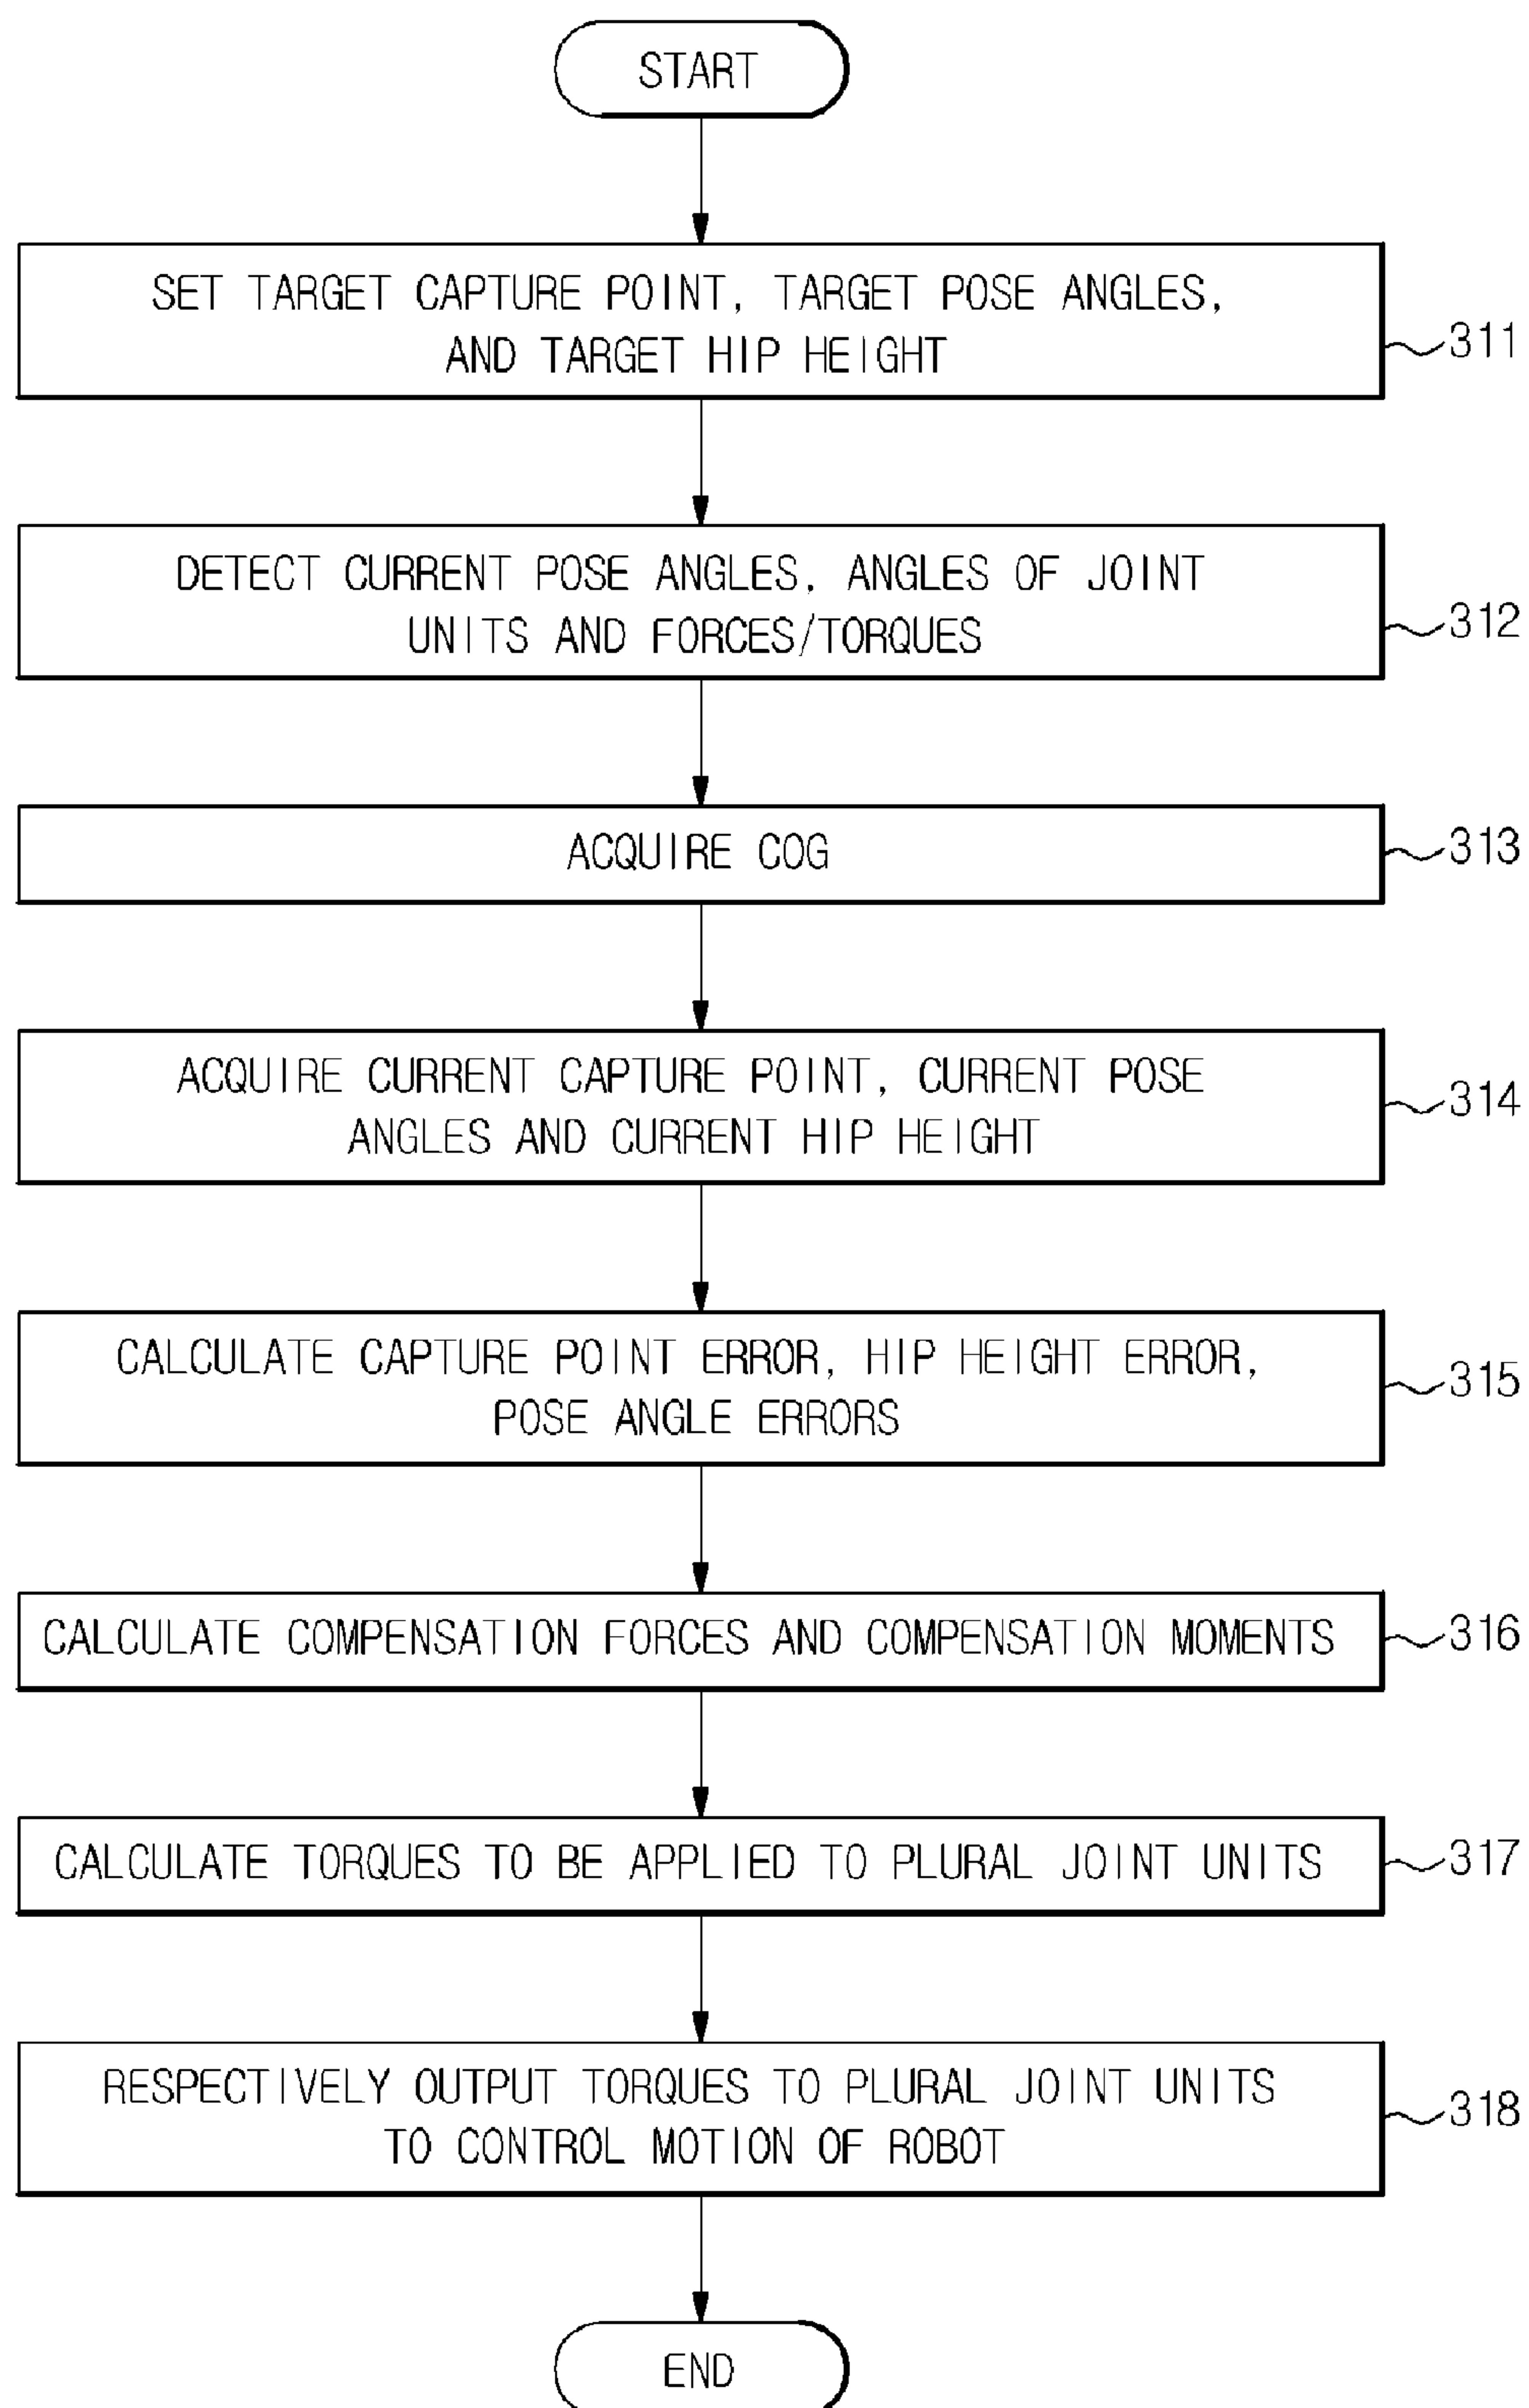 START
SET TARGET CAPTURE POINT, TARGET POSE ANGLES,
AND TARGET HIP HEIGHT
311
DETECT CURRENT POSE ANGLES, ANGLES OF JOINT
UNITS AND FORCES/TORQUES
312
ACQUIRE COG
313
ACQUIRE CURRENT CAPTURE POINT, CURRENT POSE
ANGLES AND CURRENT HIP HEIGHT
314
CALCULATE CAPTURE POINT ERROR, HIP HEIGHT ERROR,
POSE ANGLE ERRORS
315
CALCULATE COMPENSATION FORCES AND COMPENSATION MOMENTS
316
CALCULATE TORQUES TO BE APPLIED TO PLURAL JOINT UNITS
317
RESPECTIVELY OUTPUT TORQUES TO PLURAL JOINT UNITS
TO CONTROL MOTION OF ROBOT
318
END